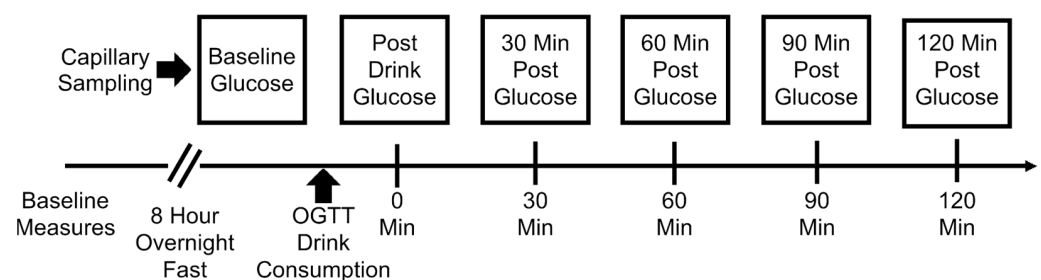 Capillary
Sampling
Baseline
Glucose
Post
Drink
Glucose
30 Min
Post
Glucose
60 Min
Post
Glucose
90 Min
Post
Glucose
120 Min
Post
Glucose
Baseline
Measures
8 Hour
Overnight
Fast
OGTT
Drink
Consumption
0
Min
30
Min
60
Min
90
Min
120
Min